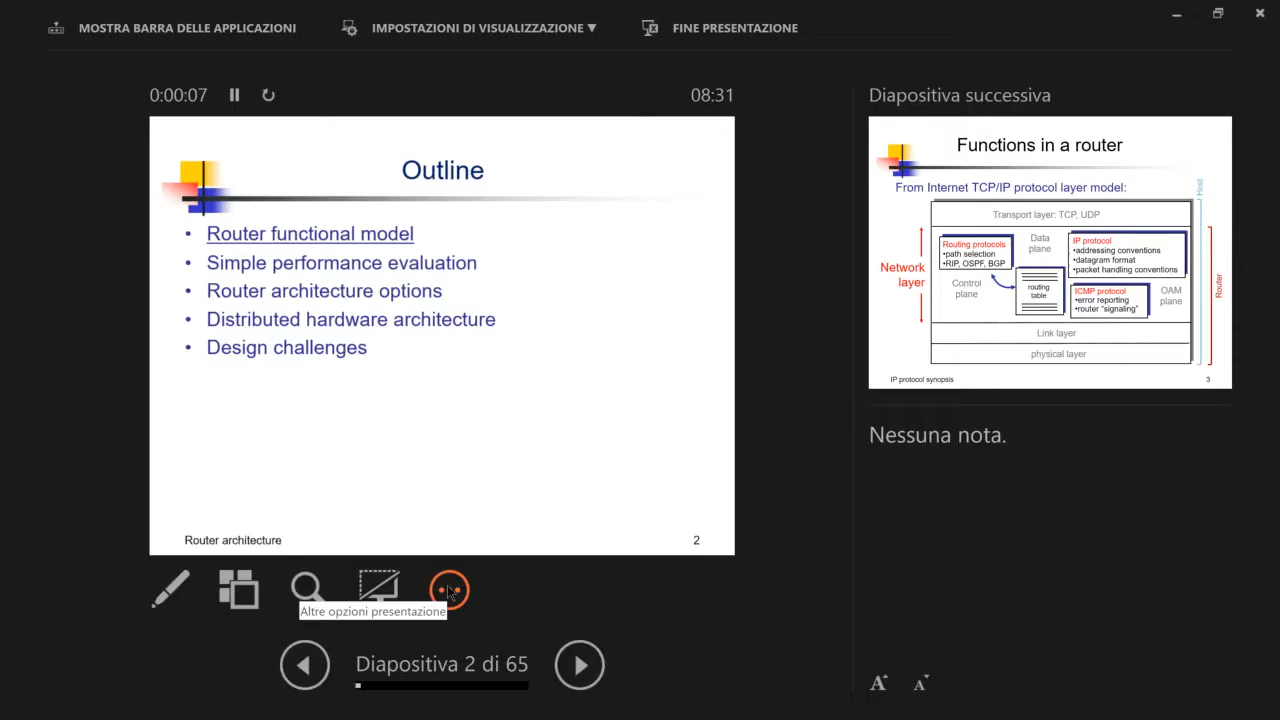 MOSTRA BARRA DELLE APPLICAZIONI
IMPOSTAZIONI DI VISUALIZZAZIONE ▼
FINE PRESENTAZIONE
0:00:07
08:31
Outline
• Router functional model
• Simple performance evaluation
• Router architecture options
• Distributed hardware architecture
• Design challenges
Router architecture
2
Altre opzioni presentazione
Diapositiva 2 di 65
Diapositiva successiva
Functions in a router
From Internet TCP/IP protocol layer model:
Host
Transport layer: TCP, UDP
Network
layer
Routing protocols
•path selection
•RIP, OSPF, BGP
Data
plane
IP protocol
•addressing conventions
•datagram format
•packet handling conventions
Control
plane
routing
table
ICMP protocol
•error reporting
•router "signaling"
OAM
plane
Router
Link layer
physical layer
IP protocol synopsis
3
Nessuna nota.
A
A